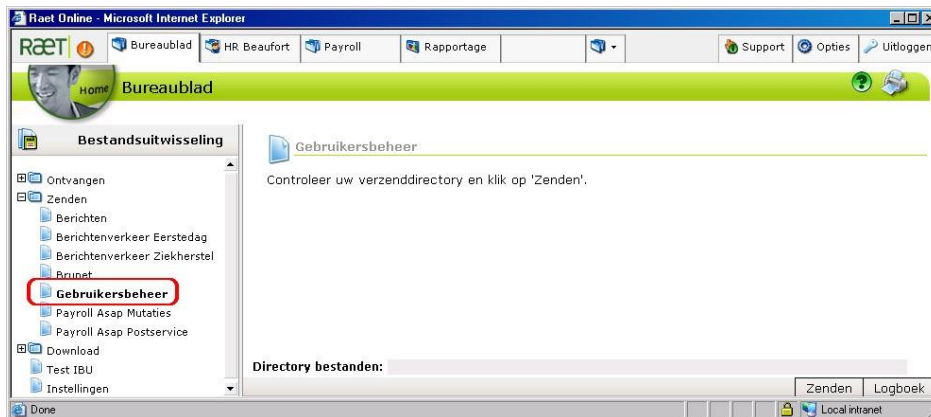 Raet Online - Microsoft Internet Explorer
Raet Bureaublad HR Beaufort Payroll Rapportage Support Opties Uitloggen
Home Bureaublad
Bestandsuitwisseling
Gebruikersbeheer
Controleer uw verzenddirectory en klik op 'Zenden'.
Ontvangen
Zenden
Berichten
Berichtenverkeer Eerstedag
Berichtenverkeer Ziekherstel
Brunet
Gebruikersbeheer
Payroll Asap Mutaties
Payroll Asap Postservice
Download
Test IBU
Instellingen
Directory bestanden:
Zenden Logboek
Done Local intranet